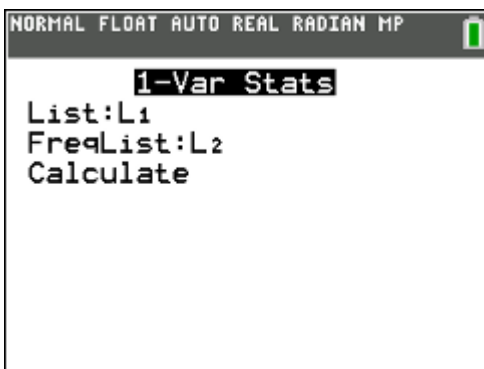 NORMAL FLOAT AUTO REAL RADIAN MP
1-Var Stats
List:L₁
FreqList:L₂
Calculate